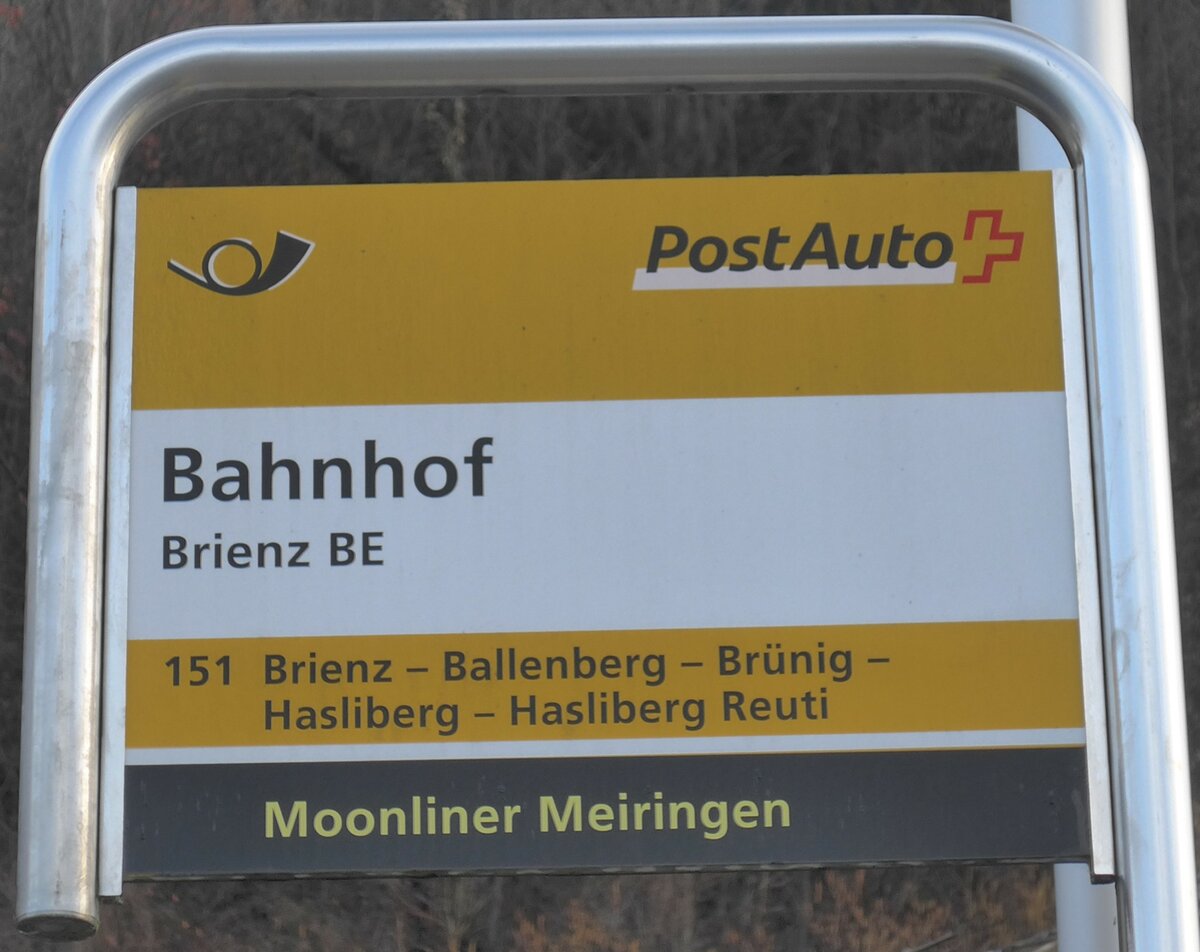 PostAuto
Bahnhof
Brienz BE
151 Brienz – Ballenberg – Brünig –
Hasliberg – Hasliberg Reuti
Moonliner Meiringen